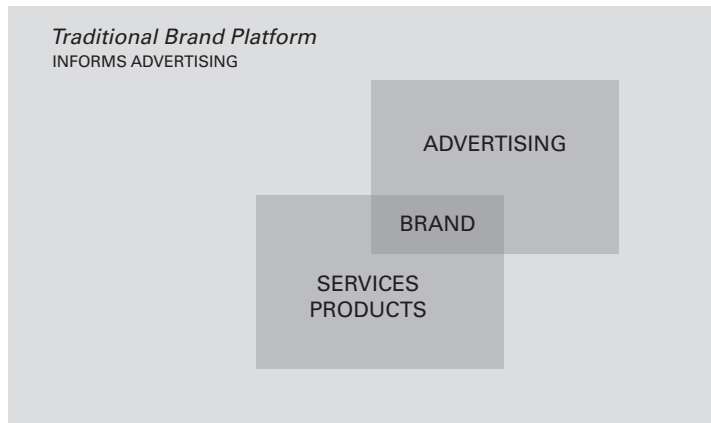 Traditional Brand Platform
INFORMS ADVERTISING
ADVERTISING
BRAND
SERVICES
PRODUCTS